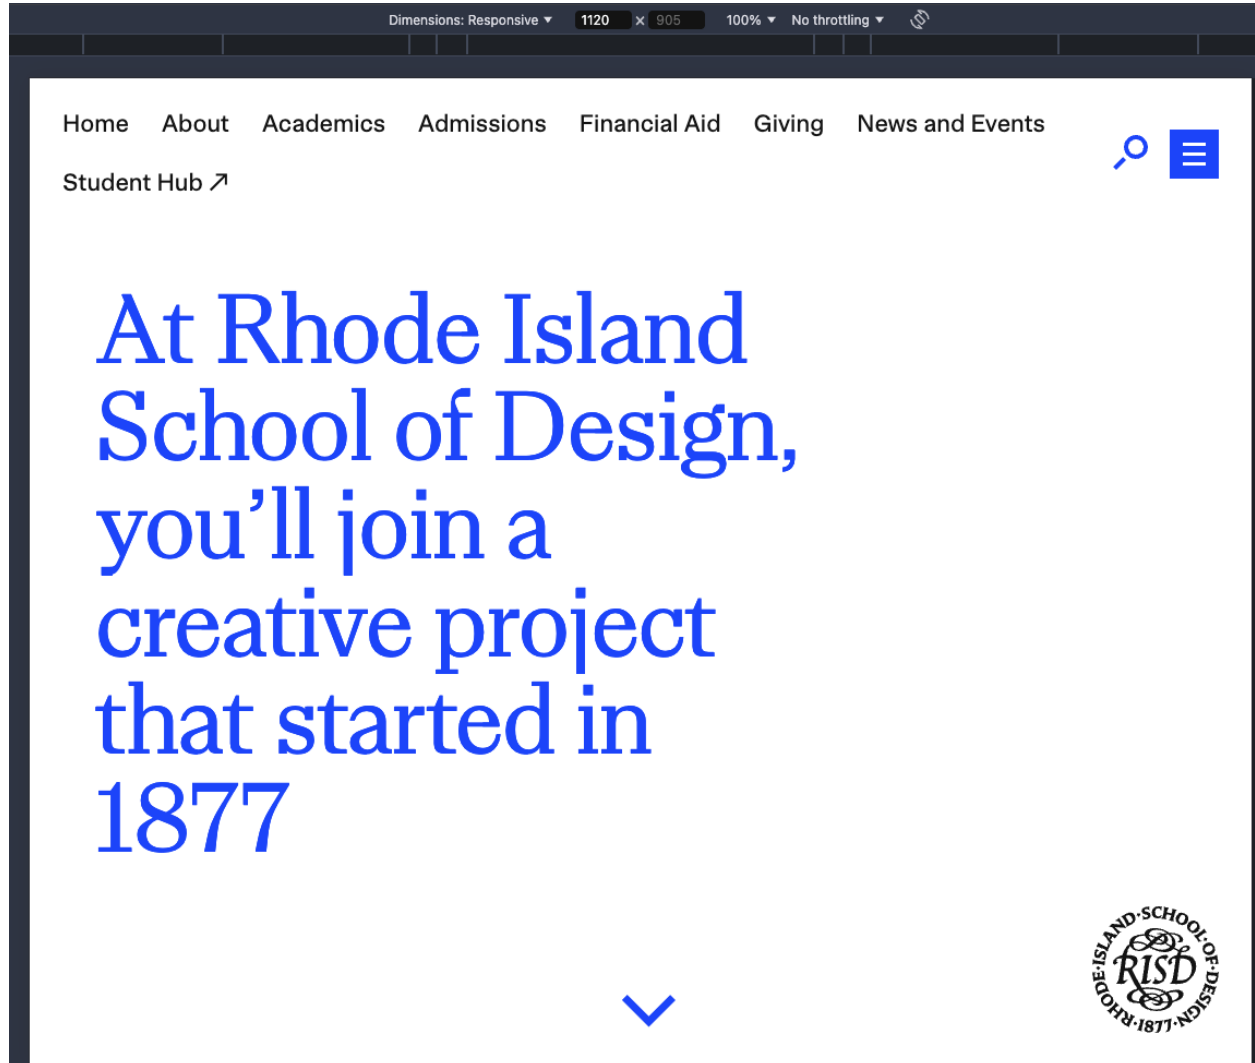 Dimensions: Responsive ▼ 1120 x 905 100% ▼ No throttling ▼
Home About Academics Admissions Financial Aid Giving News and Events
Student Hub ↗
At Rhode Island
School of Design,
you’ll join a
creative project
that started in
1877
RHODE·ISLAND·SCHOOL·OF·DESIGN
RISD
·1877·